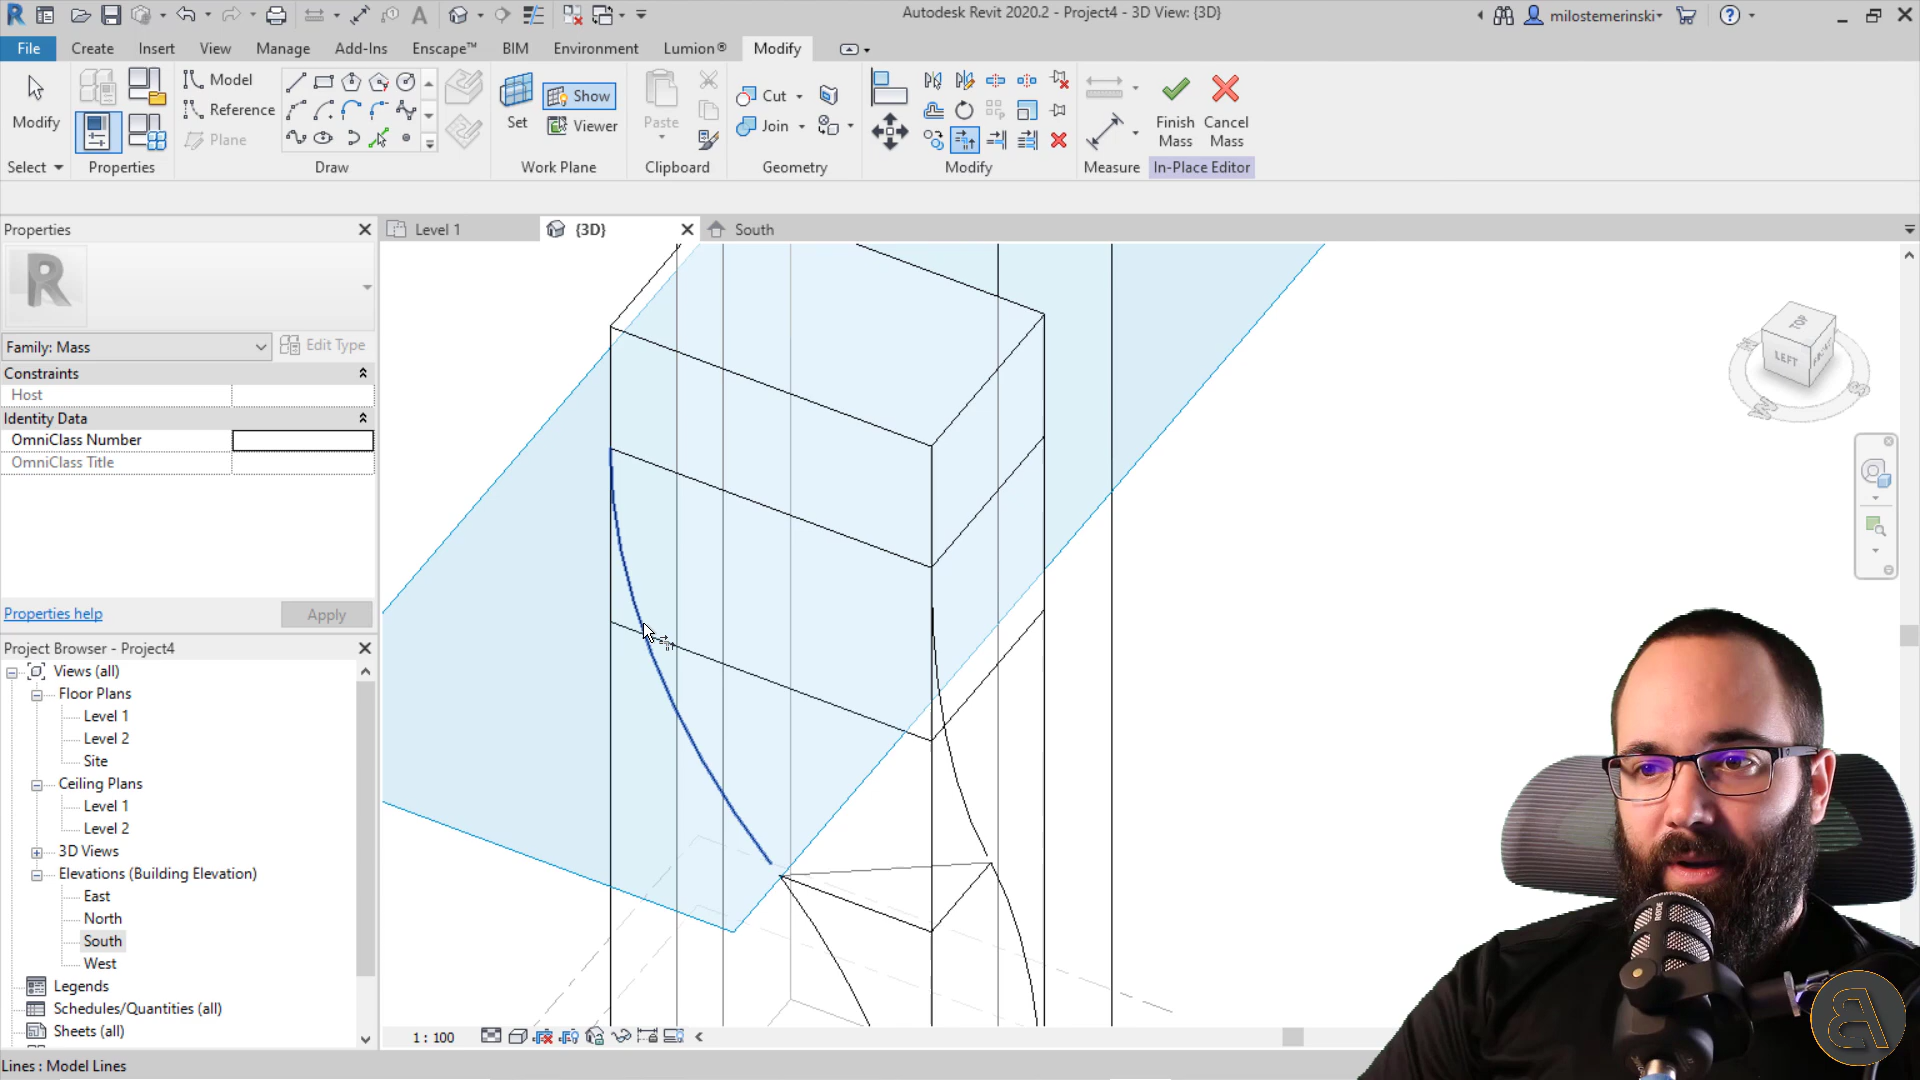 Autodesk Revit 2020.2 - Project4 - 3D View: {3D}
milostemerinski
File
Create
Insert
View
Manage
Add-Ins
Enscape™
BIM
Environment
Lumion®
Modify
Modify
Model
Reference
Plane
Set
Show
Viewer
Paste
Cut
Join
Finish Mass
Cancel Mass
Select
Properties
Draw
Work Plane
Clipboard
Geometry
Modify
Measure
In-Place Editor
Properties
Level 1
{3D}
South
R
Family: Mass
Edit Type
Constraints
Host
Identity Data
OmniClass Number
OmniClass Title
Properties help
Apply
Project Browser - Project4
Views (all)
Floor Plans
Level 1
Level 2
Site
Ceiling Plans
Level 1
Level 2
3D Views
Elevations (Building Elevation)
East
North
South
West
Legends
Schedules/Quantities (all)
Sheets (all)
TOP
LEFT
RØDE
1 : 100
Lines : Model Lines